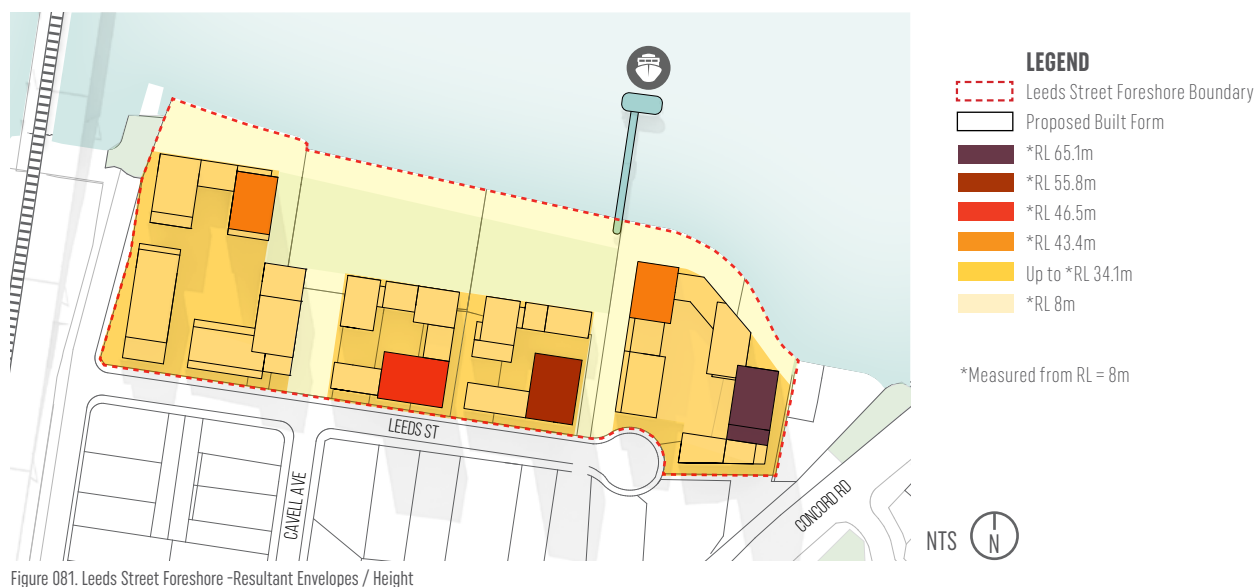 LEGEND
Leeds Street Foreshore Boundary
Proposed Built Form
*RL 65.1m
*RL 55.8m
*RL 46.5m
*RL 43.4m
Up to *RL 34.1m
*RL 8m
*Measured from RL = 8m
LEEDS ST
CAVELL AVE
CONCORD RD
NTS
N
Figure 081. Leeds Street Foreshore -Resultant Envelopes / Height